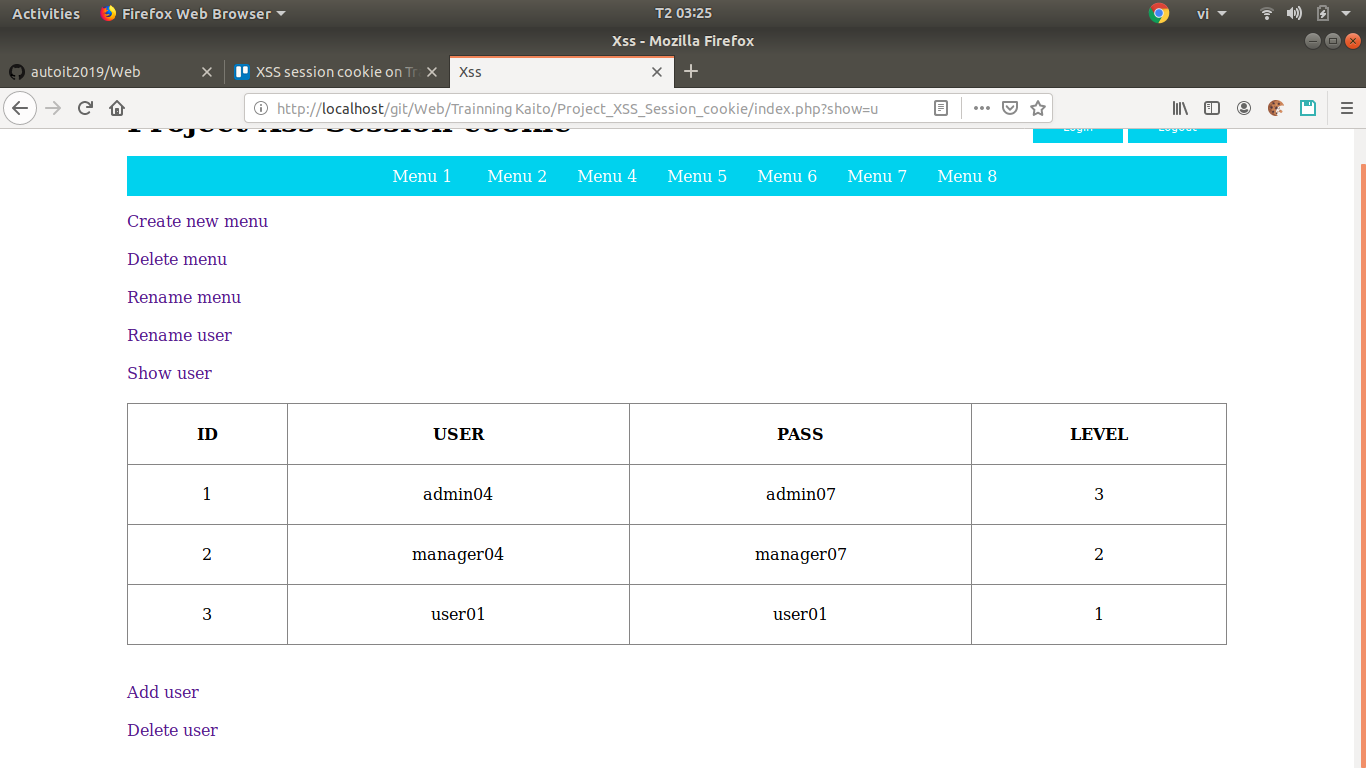 Activities Firefox Web Browser T2 03:25 vi
Xss - Mozilla Firefox
autoit2019/Web XSS session cookie on Tr Xss
http://localhost/git/Web/Trainning Kaito/Project_XSS_Session_cookie/index.php?show=u
Project Xss Session cookie Login Logout
Menu 1 Menu 2 Menu 4 Menu 5 Menu 6 Menu 7 Menu 8
Create new menu
Delete menu
Rename menu
Rename user
Show user
ID USER PASS LEVEL
1 admin04 admin07 3
2 manager04 manager07 2
3 user01 user01 1
Add user
Delete user